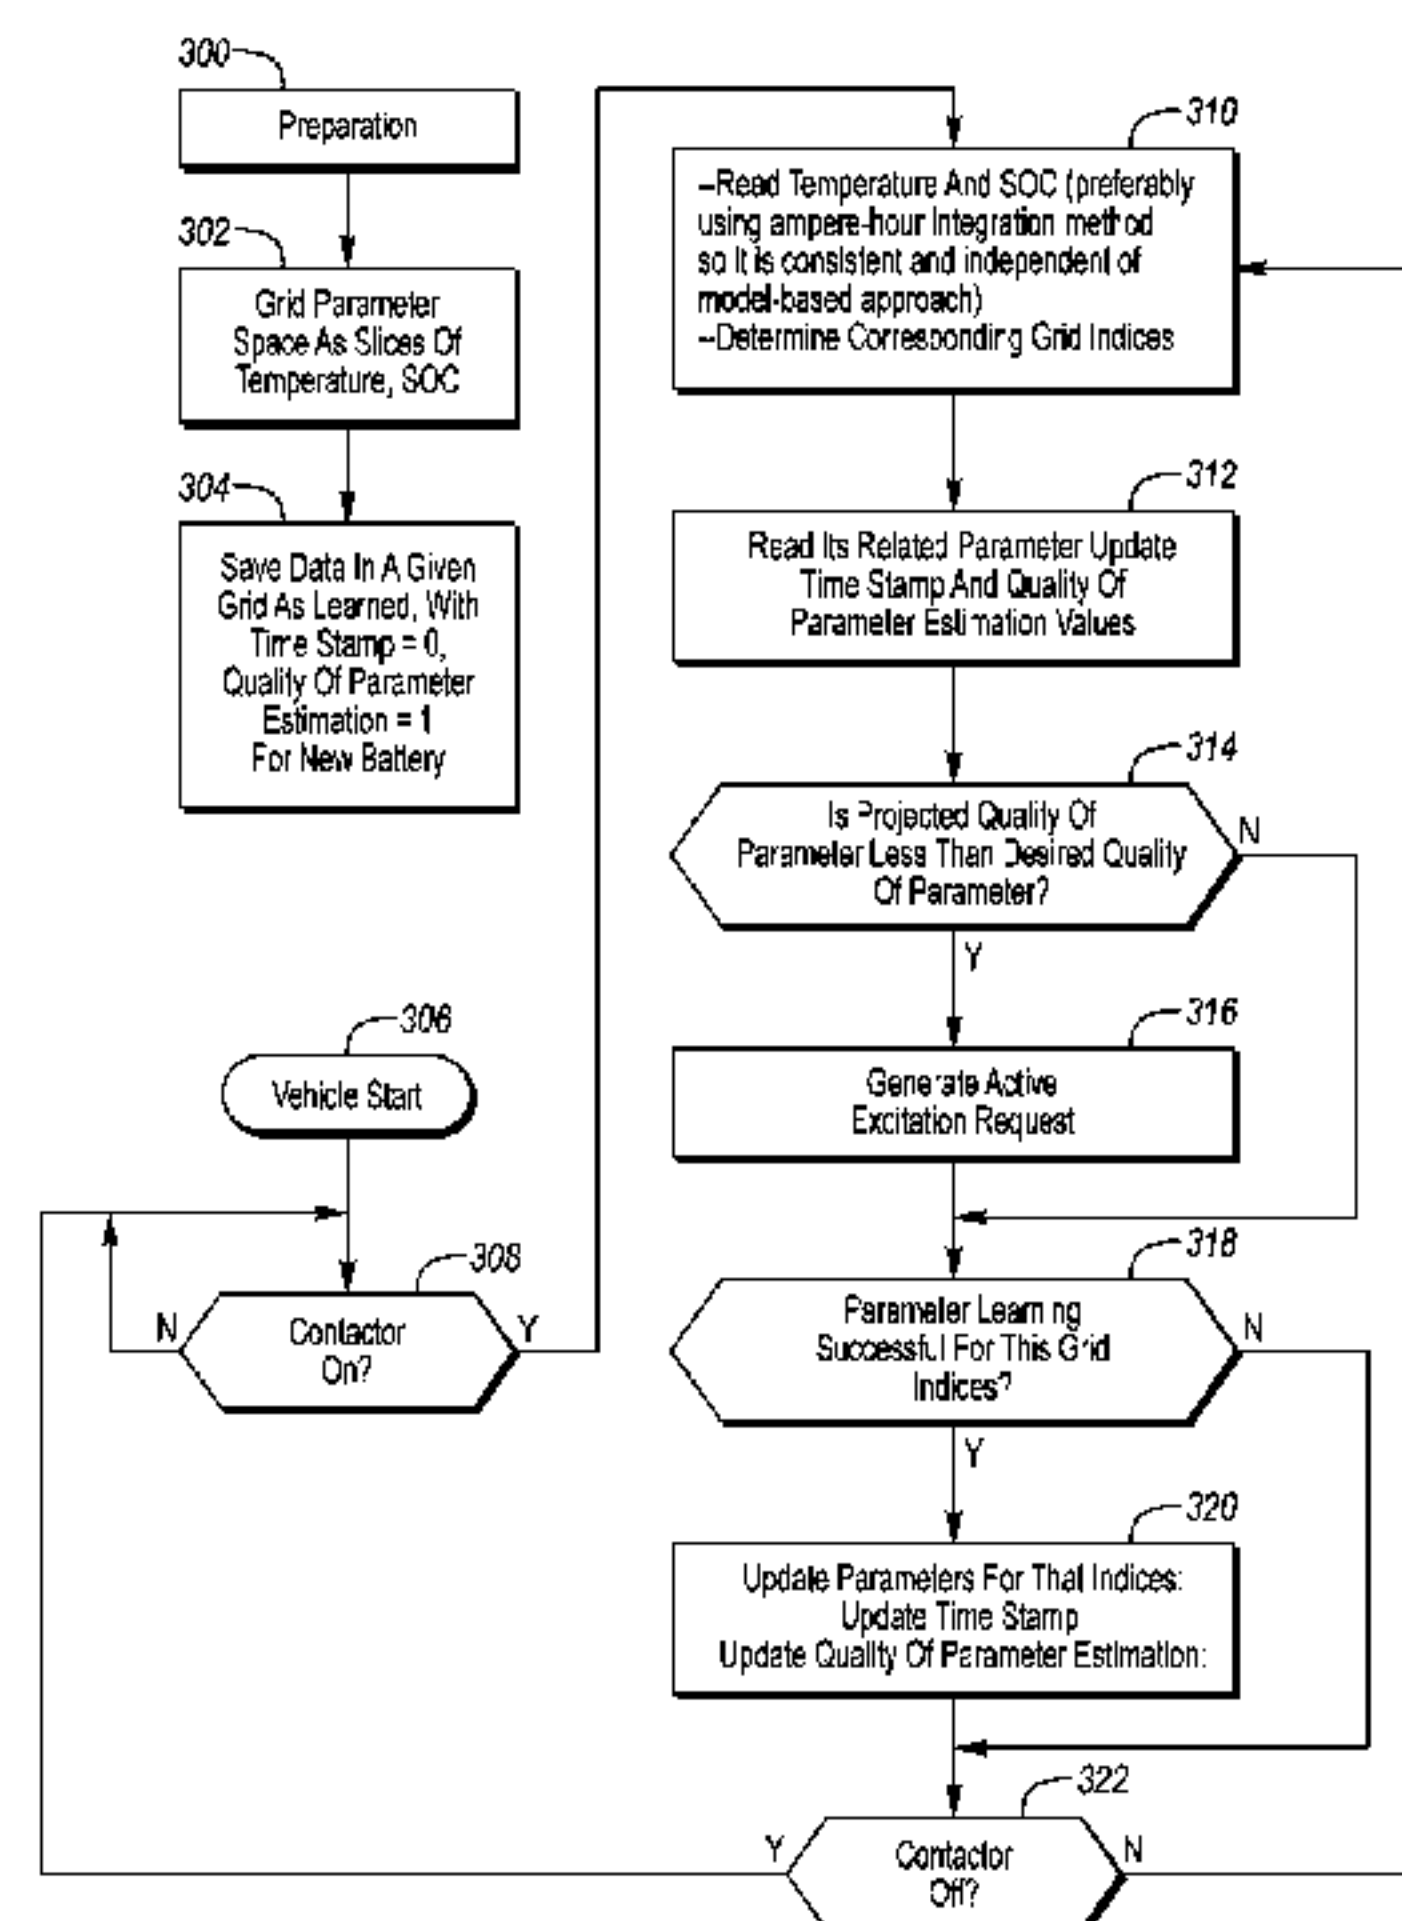 300
Preparation
302
Grid Parameter
Space As Slices Of
Temperature, SOC
304
Save Data In A Given
Grid As Learned, With
Time Stamp = 0,
Quality Of Parameter
Estimation = 1
For New Battery
306
Vehicle Start
308
Contactor
On?
N
Y
310
--Read Temperature And SOC (preferably
using ampere-hour Integration method
so It is consistent and independent of
model-based approach)
--Determine Corresponding Grid Indices
312
Read Its Related Parameter Update
Time Stamp And Quality Of
Parameter Estimation Values
314
Is Projected Quality Of
Parameter Less Than Desired Quality
Of Parameter?
N
Y
316
Generate Active
Excitation Request
318
Parameter Learning
Successful For This Grid
Indices?
N
Y
320
Update Parameters For That Indices:
Update Time Stamp
Update Quality Of Parameter Estimation:
322
Contactor
Off?
Y
N